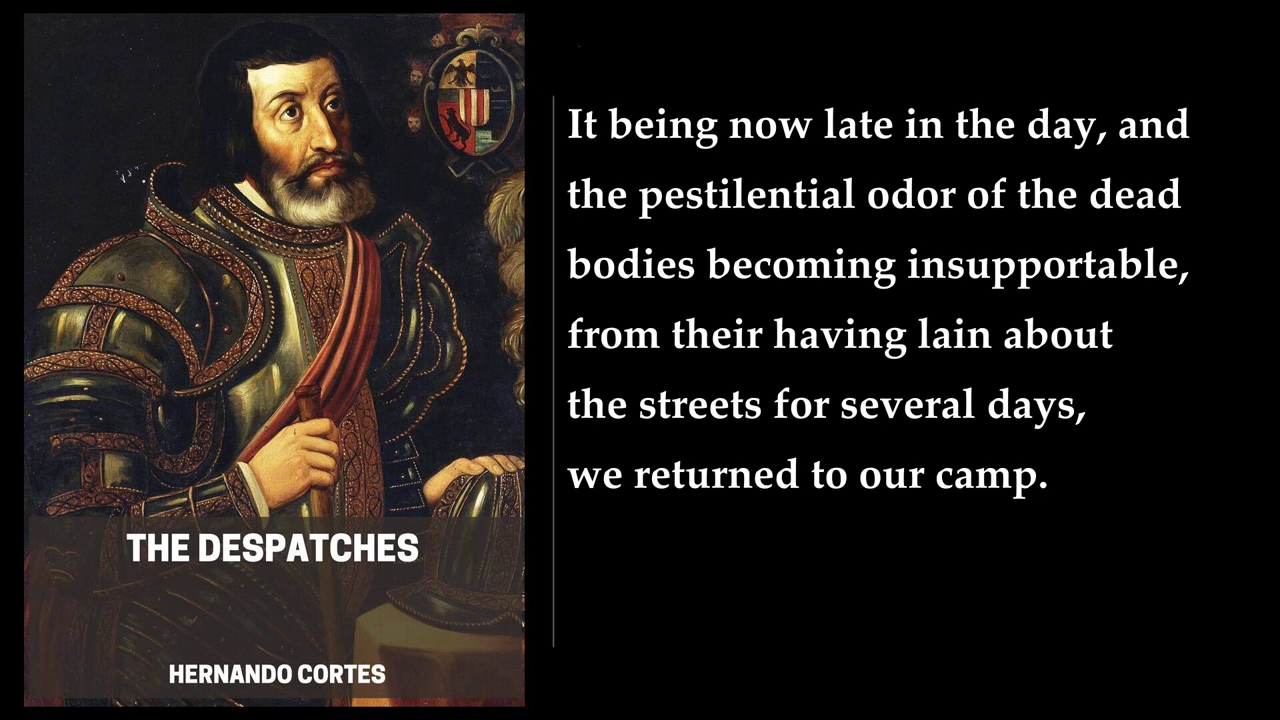 THE DESPATCHES
HERNANDO CORTES
It being now late in the day, and
the pestilential odor of the dead
bodies becoming insupportable,
from their having lain about
the streets for several days,
we returned to our camp.